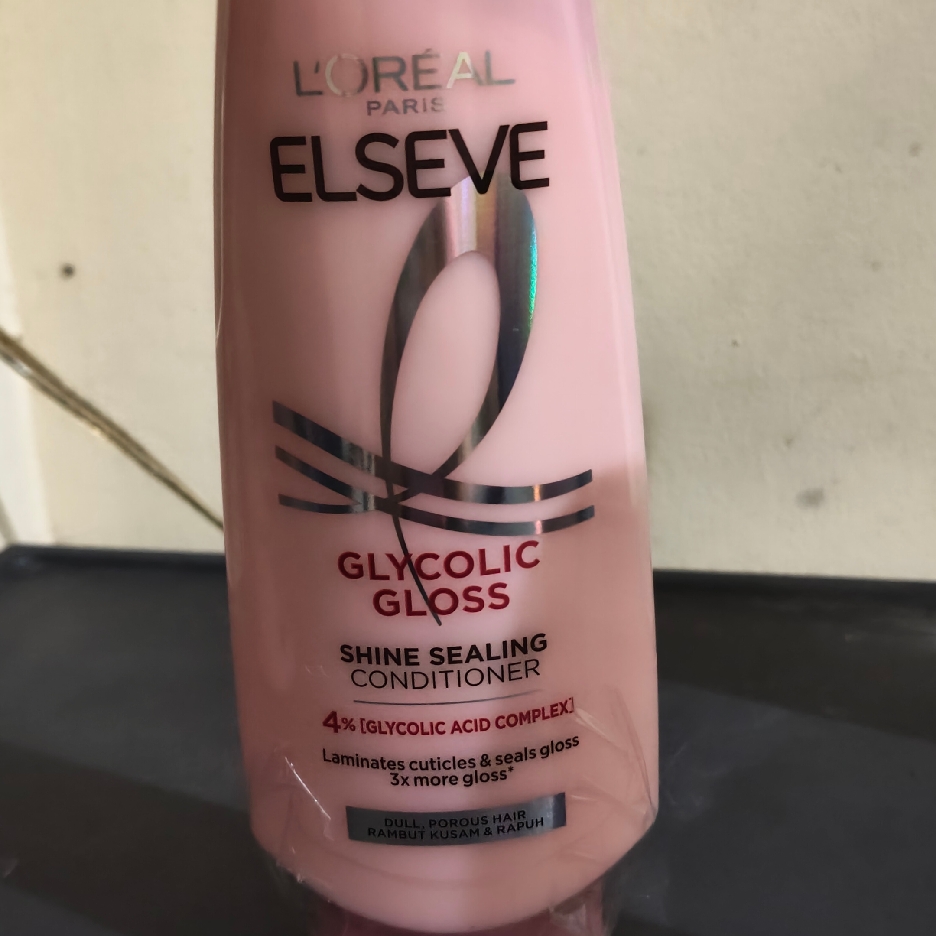 L'ORÉAL
PARIS
ELSEVE
GLYCOLIC
GLOSS
SHINE SEALING
CONDITIONER
4% [GLYCOLIC ACID COMPLEX]
Laminates cuticles & seals gloss
3x more gloss*
DULL, POROUS HAIR
RAMBUT KUSAM & RAPUH